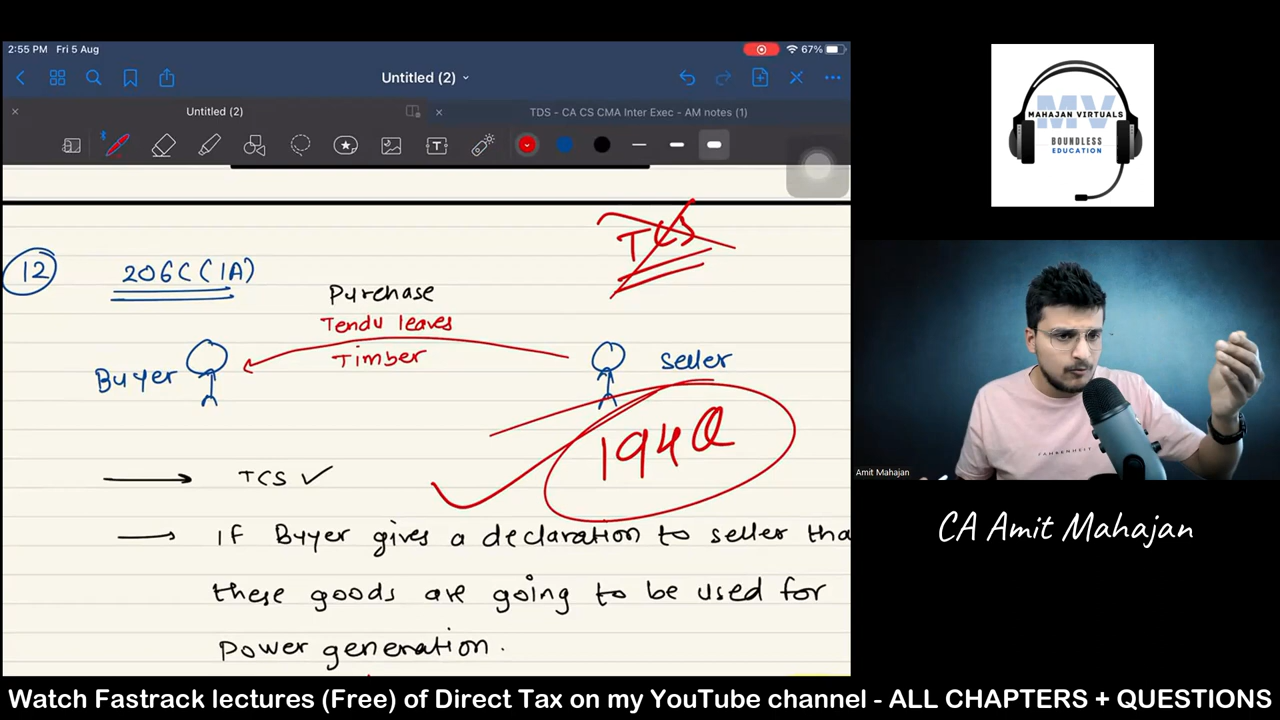 2:55 PM Fri 5 Aug
67%
Untitled (2)
Untitled (2)
TDS - CA CS CMA Inter Exec - AM notes (1)
MAHAJAN VIRTUALS
MV
BOUNDLESS
EDUCATION
TCS
12
206C(1A)
Purchase
Tendu leaves
Timber
Buyer
Seller
194Q
TCS ✓
If Buyer gives a declaration to seller tha
these goods are going to be used for
power generation.
FAHRENHEIT
Amit Mahajan
CA Amit Mahajan
Watch Fastrack lectures (Free) of Direct Tax on my YouTube channel - ALL CHAPTERS + QUESTIONS